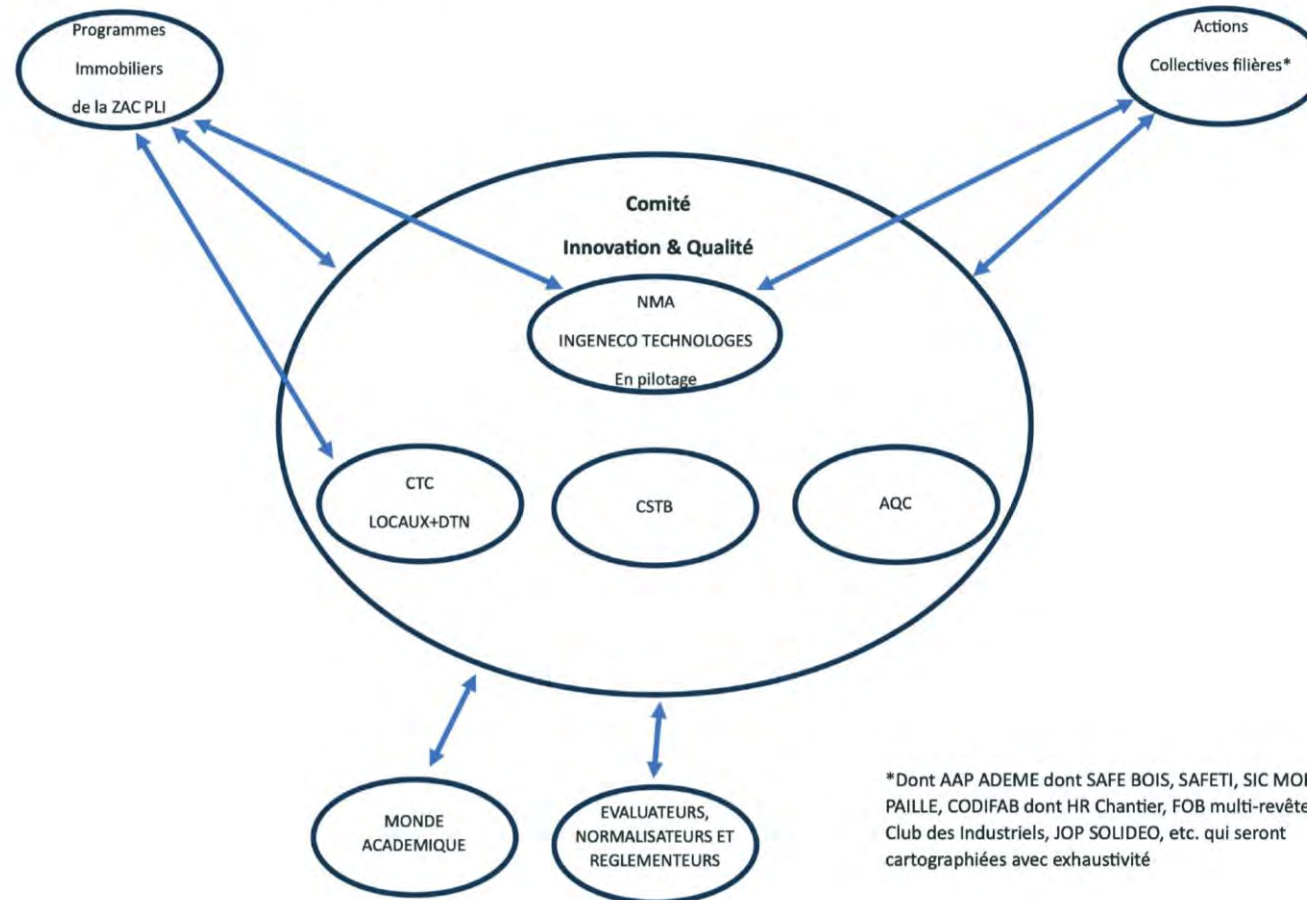 Programmes
Immobiliers
de la ZAC PLI
Actions
Collectives filières*
Comité
Innovation & Qualité
NMA
INGENECO TECHNOLOGES
En pilotage
CTC
LOCAUX+DTN
CSTB
AQC
MONDE
ACADEMIQUE
EVALUATEURS,
NORMALISATEURS ET
REGLEMENTEURS
*Dont AAP ADEME dont SAFE BOIS, SAFETI, SIC
PAILLE, CODIFAB dont HR Chantier, FOB
Club des Industriels, JOP SOLIDEO, etc. qui seront
cartographiées avec exhaustivité